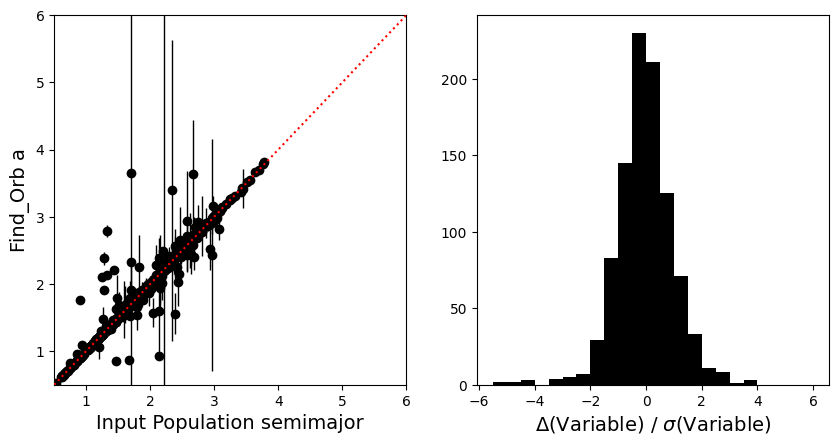 6
5
4
3
2
1
Find_Orb a
1 2 3 4 5 6
Input Population semimajor
200
150
100
50
0
−6 −4 −2 0 2 4 6
Δ(Variable) / σ(Variable)